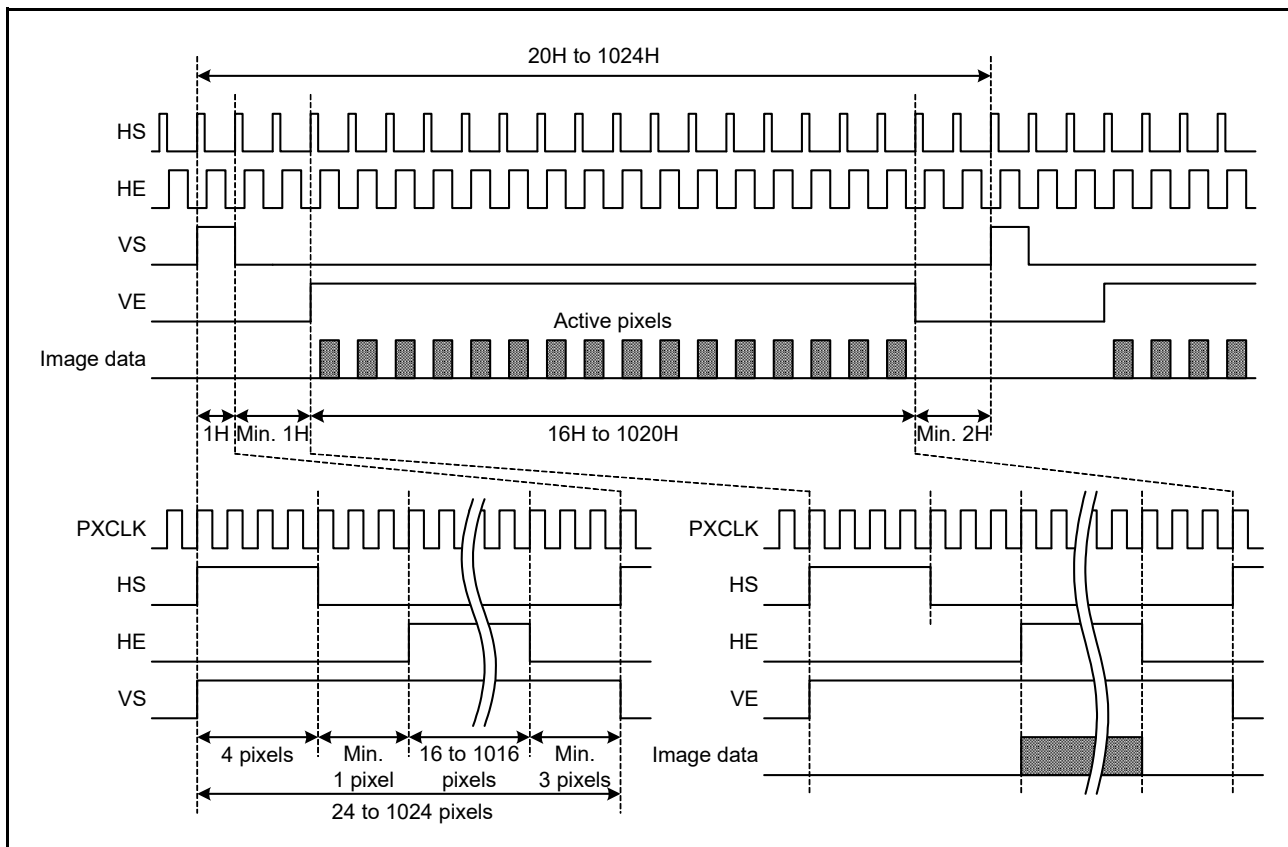 20H to 1024H
HS
HE
VS
VE
Active pixels
Image data
1H
Min. 1H
16H to 1020H
Min. 2H
PXCLK
HS
HE
VS
4 pixels
Min.
1 pixel
16 to 1016
pixels
Min.
3 pixels
24 to 1024 pixels
PXCLK
HS
HE
VE
Image data